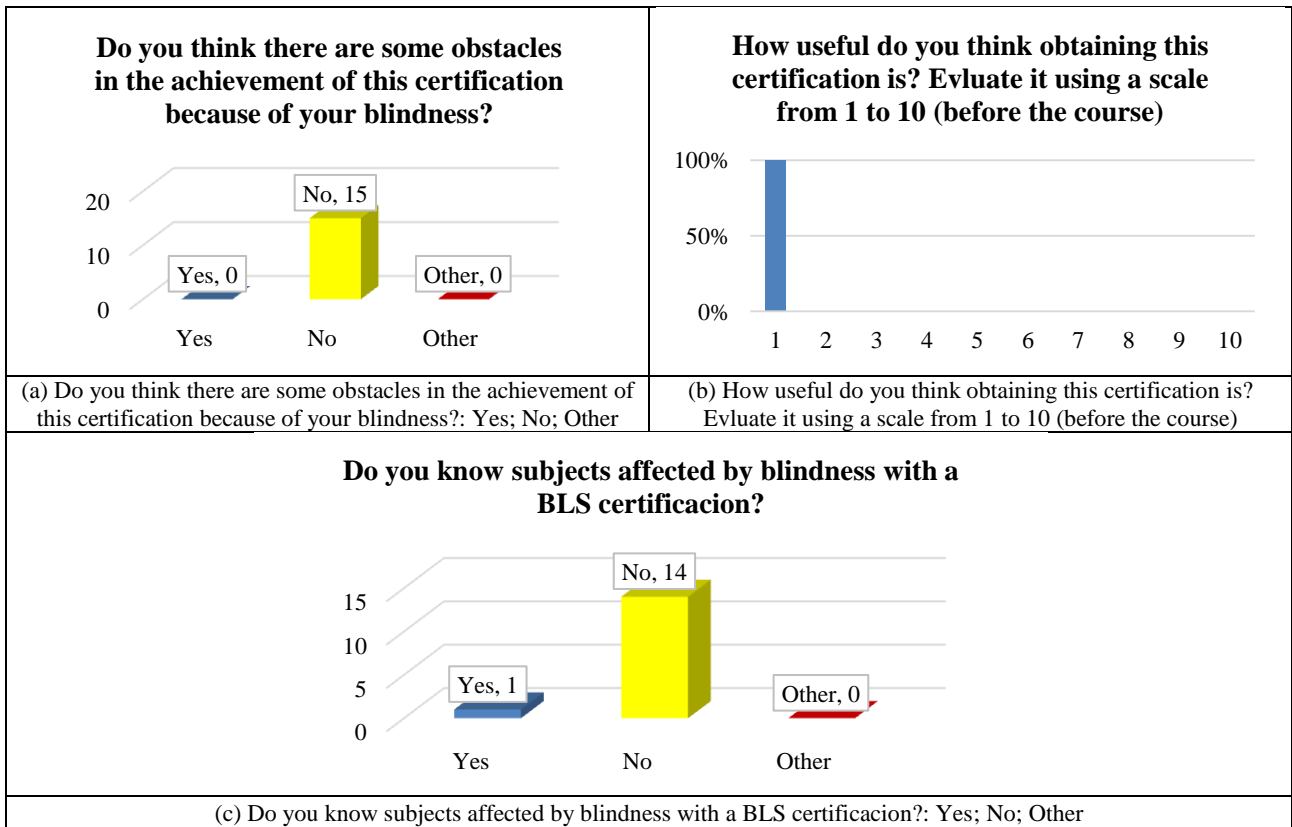 Do you think there are some obstacles
in the achievement of this certification
because of your blindness?
20
10
0
Yes, 0
No, 15
Other, 0
Yes
No
Other
(a) Do you think there are some obstacles in the achievement of
this certification because of your blindness?: Yes; No; Other
How useful do you think obtaining this
certification is? Evluate it using a scale
from 1 to 10 (before the course)
100%
50%
0%
1 2 3 4 5 6 7 8 9 10
(b) How useful do you think obtaining this certification is?
Evluate it using a scale from 1 to 10 (before the course)
Do you know subjects affected by blindness with a
BLS certificacion?
15
10
5
0
Yes, 1
No, 14
Other, 0
Yes
No
Other
(c) Do you know subjects affected by blindness with a BLS certificacion?: Yes; No; Other